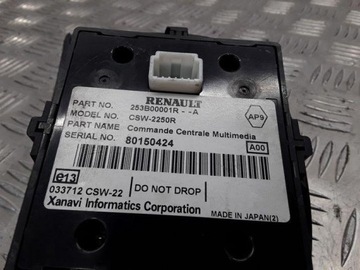 RENAULT
PART NO. 253B00001R - -A
MODEL NO. CSW-2250R
PART NAME Commande Centrale Multimedia
SERIAL NO. 80150424
AP9
A00
e13
033712 CSW-22
DO NOT DROP
Xanavi Informatics Corporation
MADE IN JAPAN(2)